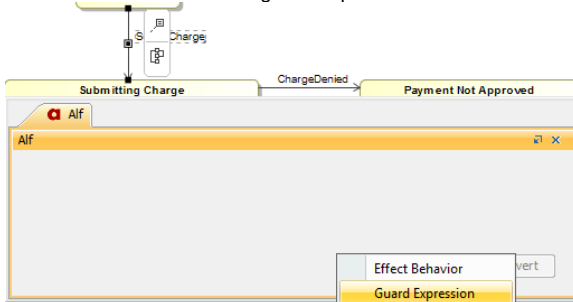 Charge
ChargeDenied
Submitting Charge
Payment Not Approved
Alf
Alf
Effect Behavior
Guard Expression